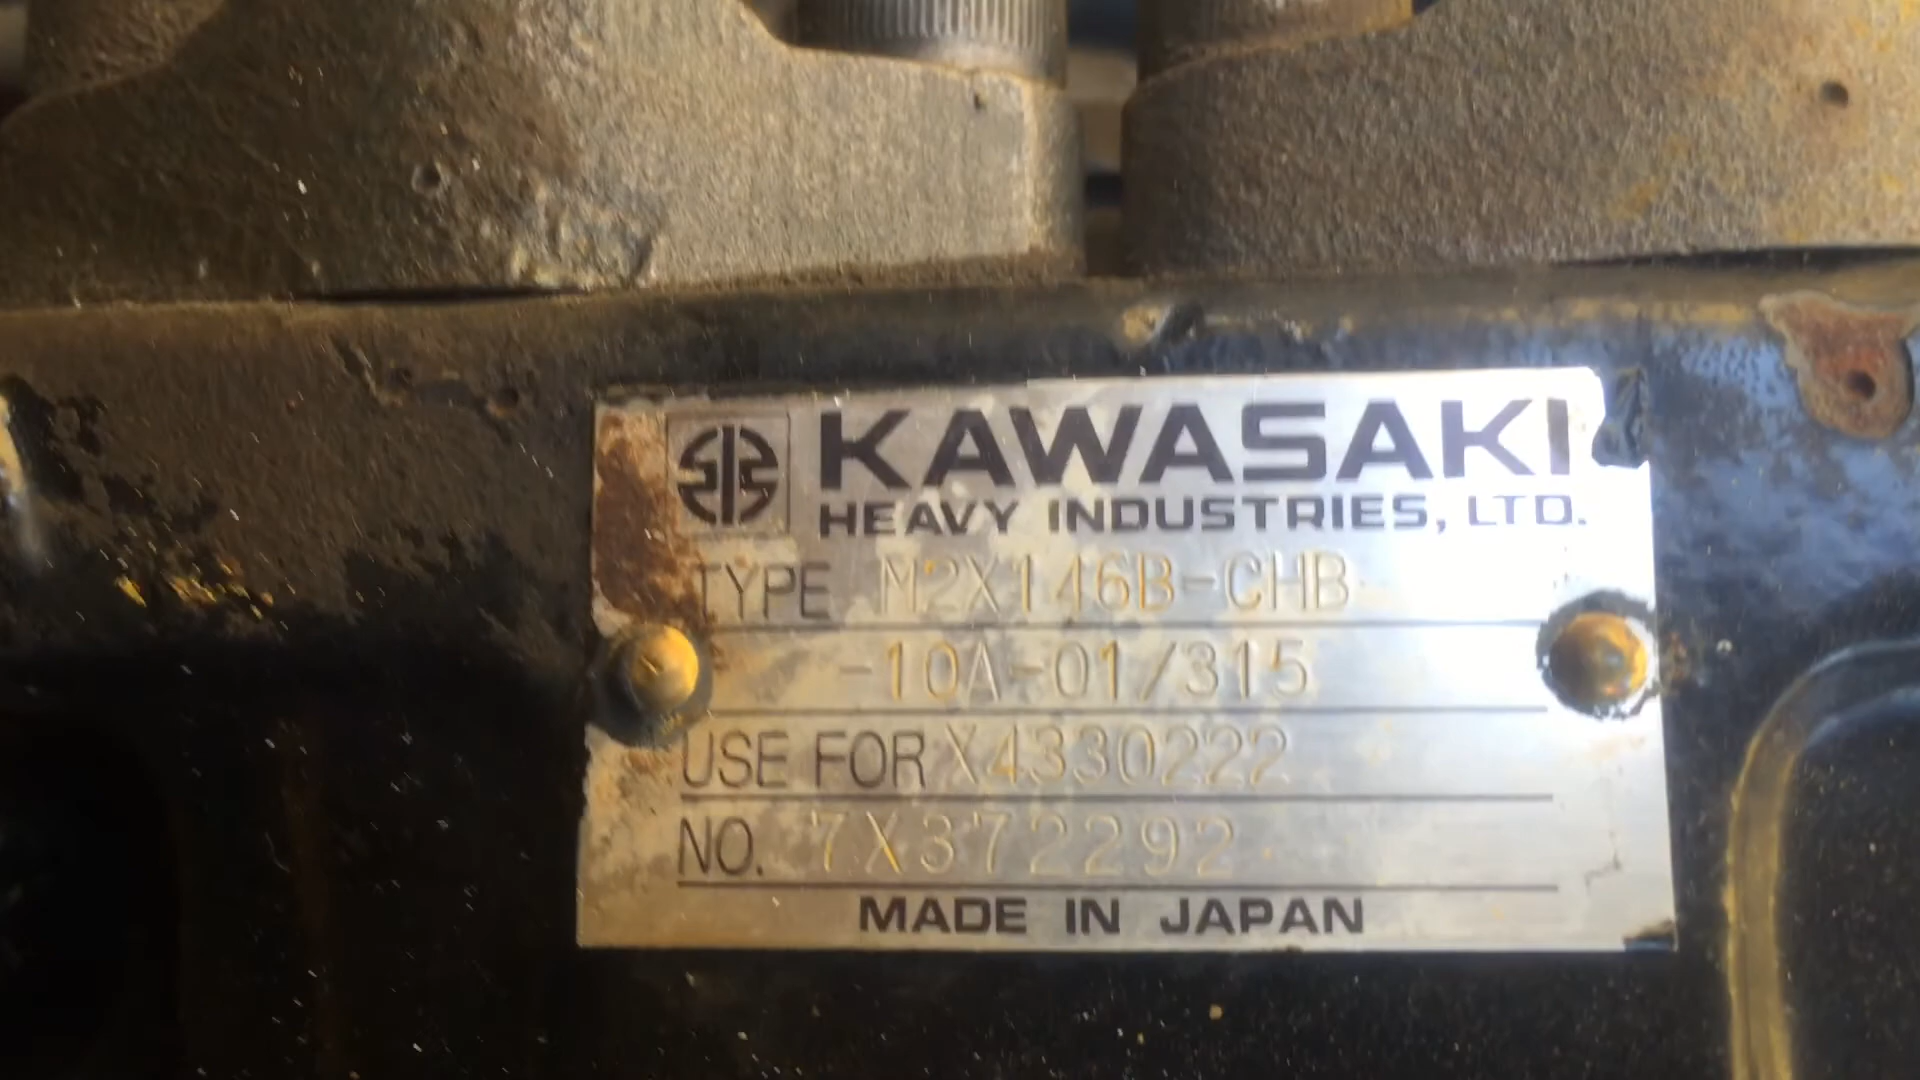 KAWASAKI
HEAVY INDUSTRIES, LTD.
TYPE M2X146B-CHB
-10A-01/315
USE FOR X4330222
NO. 7X372292
MADE IN JAPAN